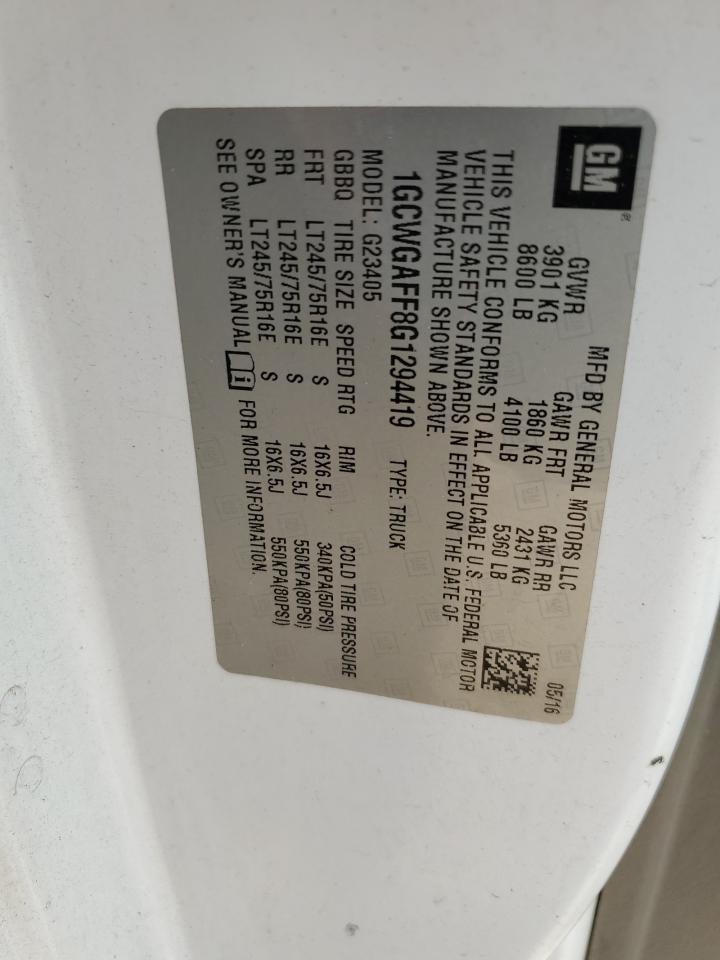 GM®
MFD BY GENERAL MOTORS LLC
05/16
GVWR GAWR FRT GAWR RR
3901 KG 1860 KG 2431 KG
8600 LB 4100 LB 5360 LB
THIS VEHICLE CONFORMS TO ALL APPLICABLE U.S. FEDERAL MOTOR
VEHICLE SAFETY STANDARDS IN EFFECT ON THE DATE OF
MANUFACTURE SHOWN ABOVE.
1GCWGAFF8G1294419 TYPE: TRUCK
MODEL: G23405
GBBQ TIRE SIZE SPEED RTG RIM COLD TIRE PRESSURE
FRT LT245/75R16E S 16X6.5J 340KPA(50PSI)
RR LT245/75R16E S 16X6.5J 550KPA(80PSI)
SPA LT245/75R16E S 16X6.5J 550KPA(80PSI)
SEE OWNER'S MANUAL FOR MORE INFORMATION.